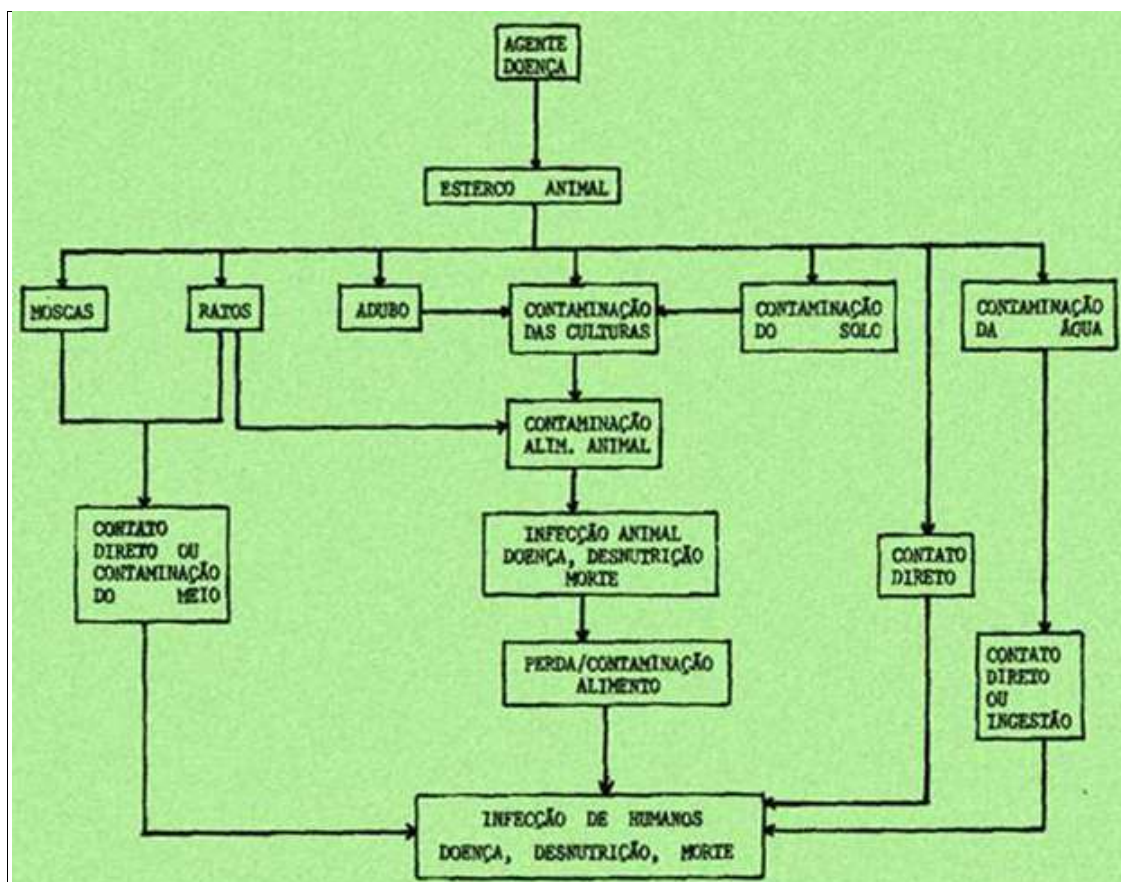 AGENTE
DOENÇA
ESTERCO ANIMAL
MOSCAS
RATOS
ADUBO
CONTAMINAÇÃO
DAS CULTURAS
CONTAMINAÇÃO
DO SOLO
CONTAMINAÇÃO
DA ÁGUA
CONTAMINAÇÃO
ALIM. ANIMAL
CONTATO
DIRETO OU
CONTAMINAÇÃO
DO MEIO
INFECÇÃO ANIMAL
DOENÇA, DESNUTRIÇÃO
MORTE
CONTATO
DIRETO
PERDA/CONTAMINAÇÃO
ALIMENTO
CONTATO
DIRETO
OU
INGESTÃO
INFECÇÃO DE HUMANOS
DOENÇA, DESNUTRIÇÃO, MORTE